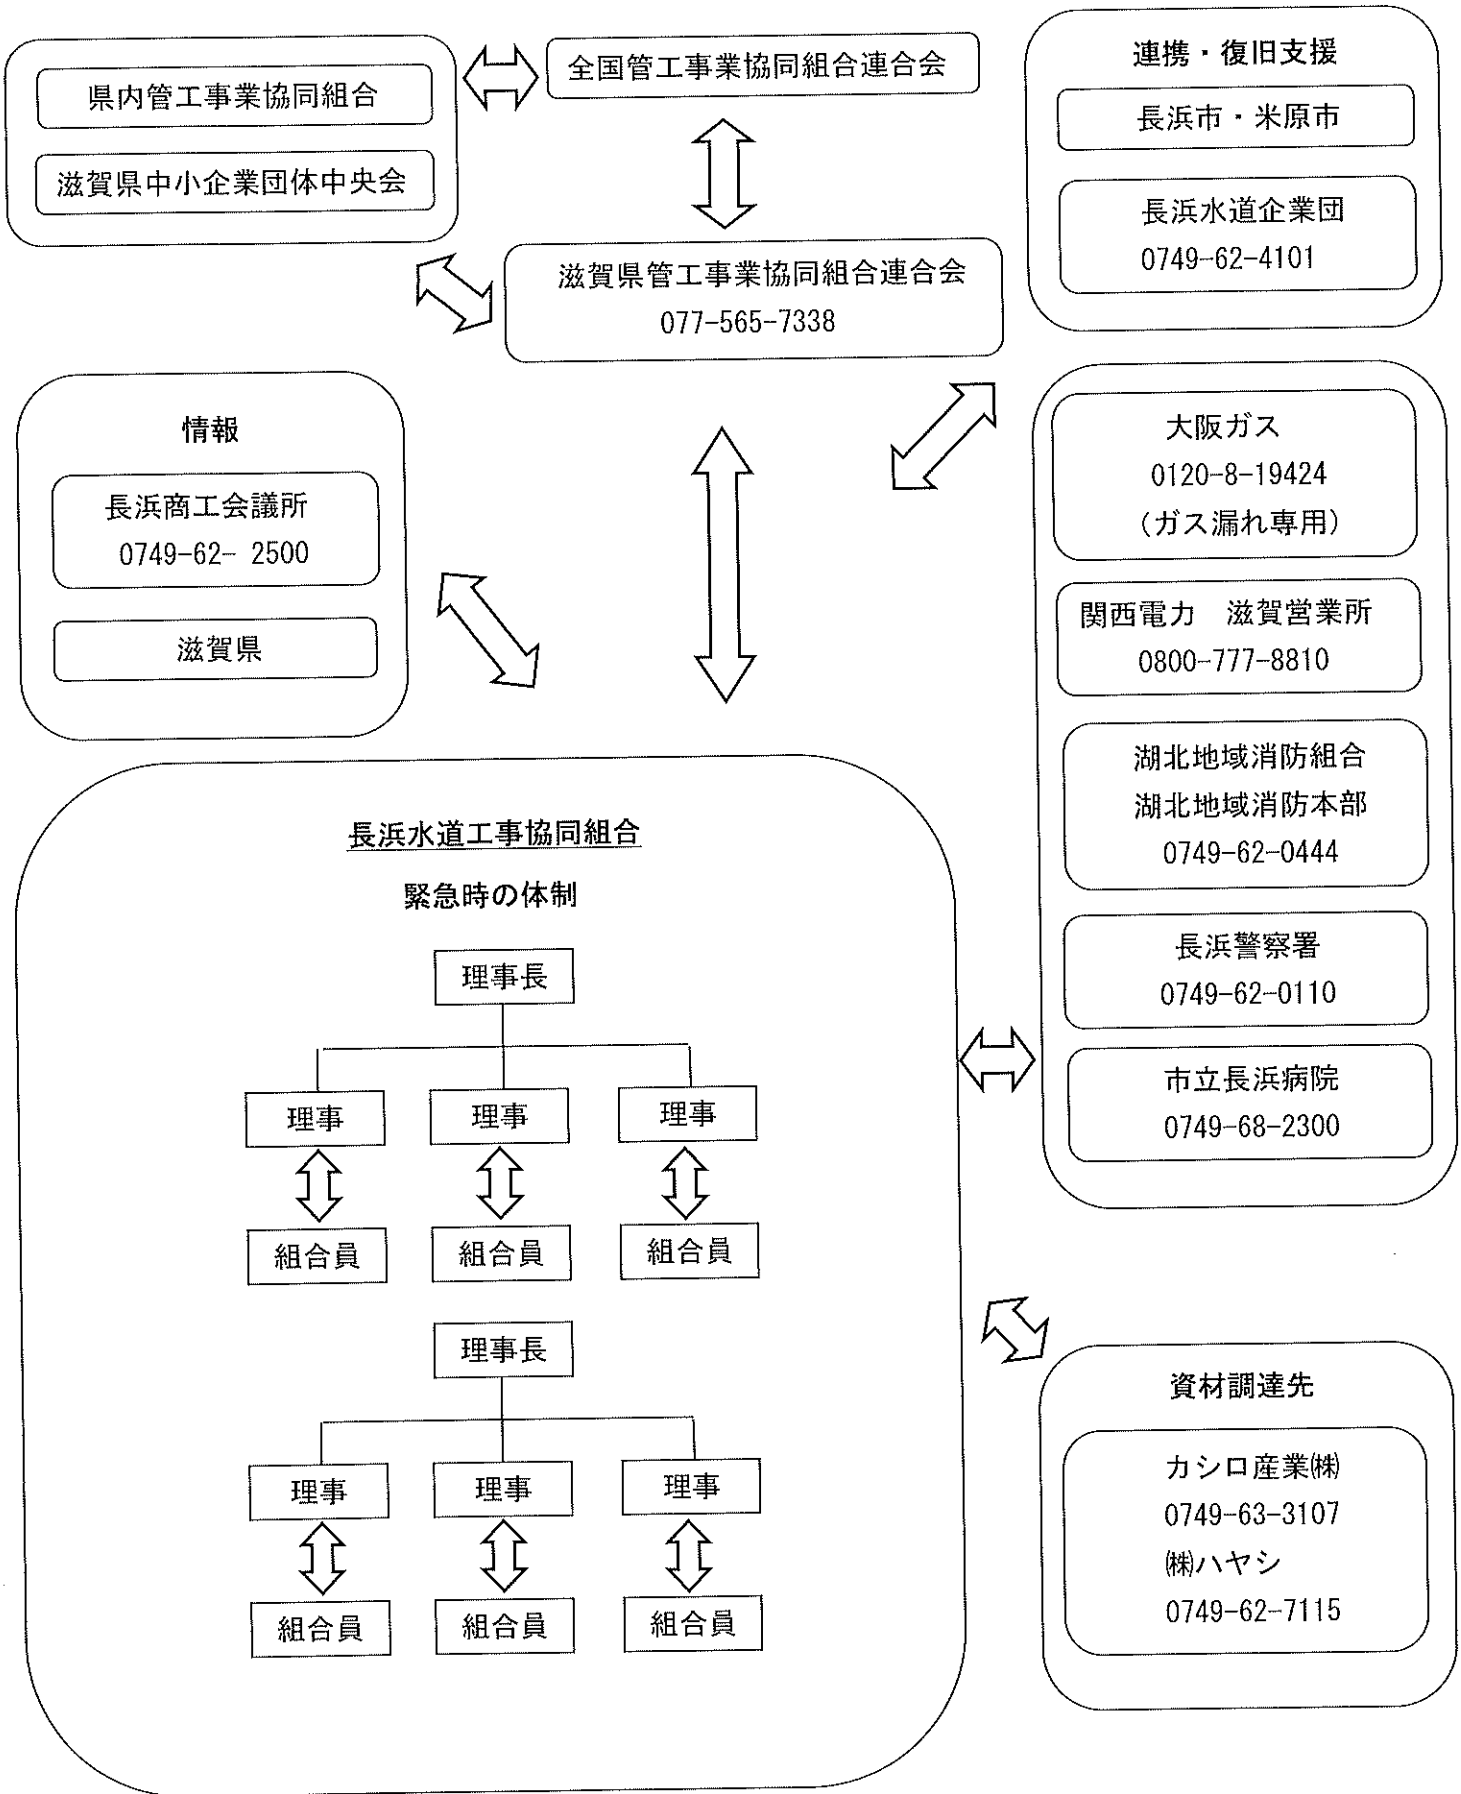 県内管工事業協同組合
滋賀県中小企業団体中央会
全国管工事業協同組合連合会
滋賀県管工事業協同組合連合会
077-565-7338
連携・復旧支援
長浜市・米原市
長浜水道企業団
0749-62-4101
情報
長浜商工会議所
0749-62- 2500
滋賀県
大阪ガス
0120-8-19424
(ガス漏れ専用)
関西電力　滋賀営業所
0800-777-8810
湖北地域消防組合
湖北地域消防本部
0749-62-0444
長浜警察署
0749-62-0110
市立長浜病院
0749-68-2300
長浜水道工事協同組合
緊急時の体制
理事長
理事
理事
理事
組合員
組合員
組合員
理事長
理事
理事
理事
組合員
組合員
組合員
資材調達先
カシロ産業㈱
0749-63-3107
㈱ハヤシ
0749-62-7115